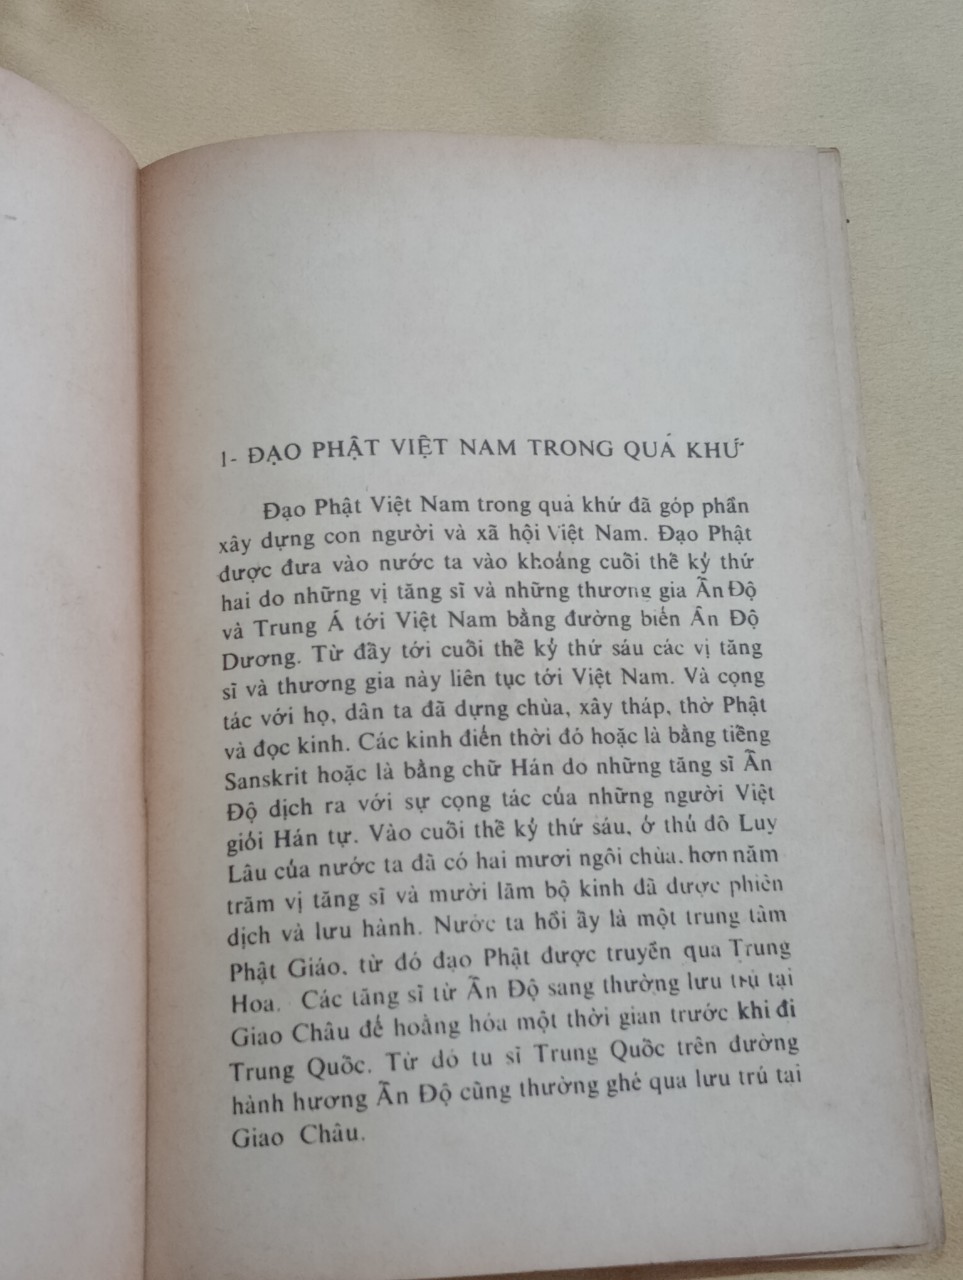 1- ĐẠO PHẬT VIỆT NAM TRONG QUÁ KHỨ
Đạo Phật Việt Nam trong quá khứ đã góp phần
xây dựng con người và xã hội Việt Nam. Đạo Phật
được đưa vào nước ta vào khoảng cuối thế kỷ thứ
hai do những vị tăng sĩ và những thương gia Ấn Độ
và Trung Á tới Việt Nam bằng đường biển Ấn Độ
Dương. Từ đấy tới cuối thế kỷ thứ sáu các vị tăng
sĩ và thương gia này liên tục tới Việt Nam. Và cọng
tác với họ, dân ta đã dựng chùa, xây tháp, thờ Phật
và đọc kinh. Các kinh điển thời đó hoặc là bằng tiếng
Sanskrit hoặc là bằng chữ Hán do những tăng sĩ Ấn
Độ dịch ra với sự cọng tác của những người Việt
giỏi Hán tự. Vào cuối thế kỷ thứ sáu, ở thủ đô Luy
Lâu của nước ta đã có hai mươi ngôi chùa, hơn năm
trăm vị tăng sĩ và mười lăm bộ kinh đã được phiên
dịch và lưu hành. Nước ta hồi ấy là một trung tâm
Phật Giáo, từ đó đạo Phật được truyền qua Trung
Hoa. Các tăng sĩ từ Ấn Độ sang thường lưu trú tại
Giao Châu để hoằng hóa một thời gian trước khi đi
Trung Quốc. Từ đó tu sĩ Trung Quốc trên đường
hành hương Ấn Độ cũng thường ghé qua lưu trú tại
Giao Châu.